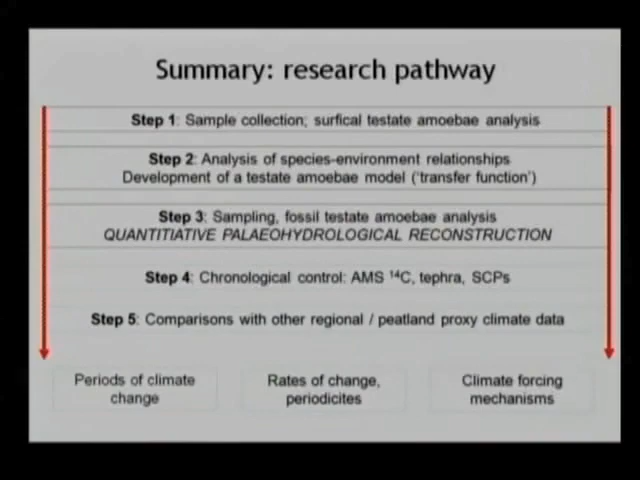 Summary: research pathway
Step 1: Sample collection; surfical testate amoebae analysis
Step 2: Analysis of species-environment relationships
Development of a testate amoebae model ('transfer function')
Step 3: Sampling, fossil testate amoebae analysis
QUANTITIATIVE PALAEOHYDROLOGICAL RECONSTRUCTION
Step 4: Chronological control: AMS ¹⁴C, tephra, SCPs
Step 5: Comparisons with other regional / peatland proxy climate data
Periods of climate
change
Rates of change,
periodicites
Climate forcing
mechanisms